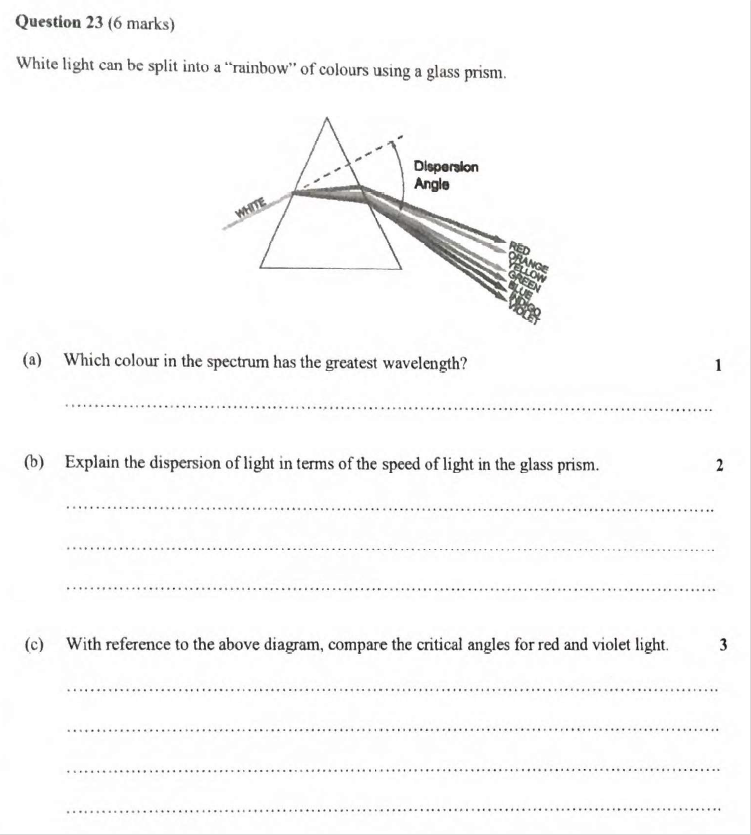 Question 23 (6 marks)
White light can be split into a “rainbow” of colours using a glass prism.
Dispersion
Angle
WHITE
RED
ORANGE
YELLOW
GREEN
BLUE
INDIGO
VIOLET
(a) Which colour in the spectrum has the greatest wavelength? 1
(b) Explain the dispersion of light in terms of the speed of light in the glass prism. 2
(c) With reference to the above diagram, compare the critical angles for red and violet light. 3